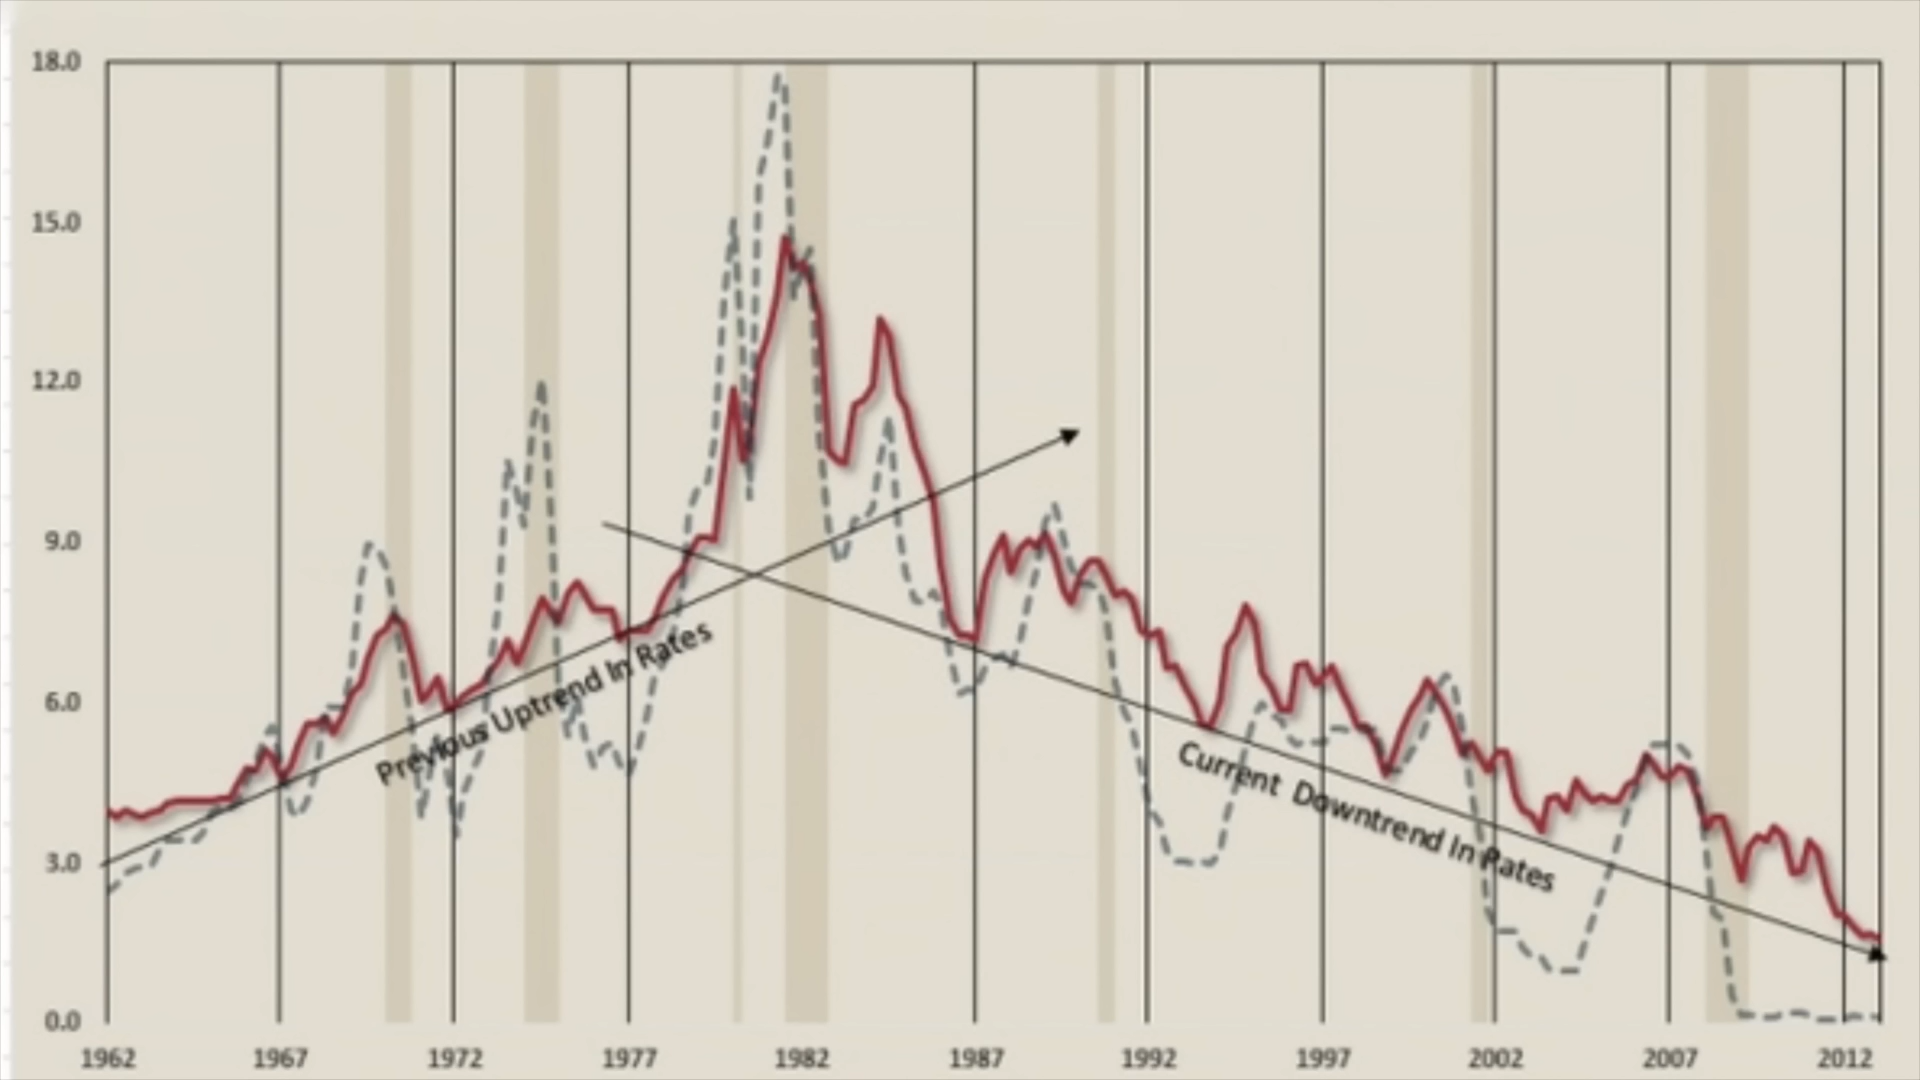 18.0
15.0
12.0
9.0
6.0
3.0
0.0
Previous Uptrend In Rates
Current Downtrend In Rates
1962 1967 1972 1977 1982 1987 1992 1997 2002 2007 2012